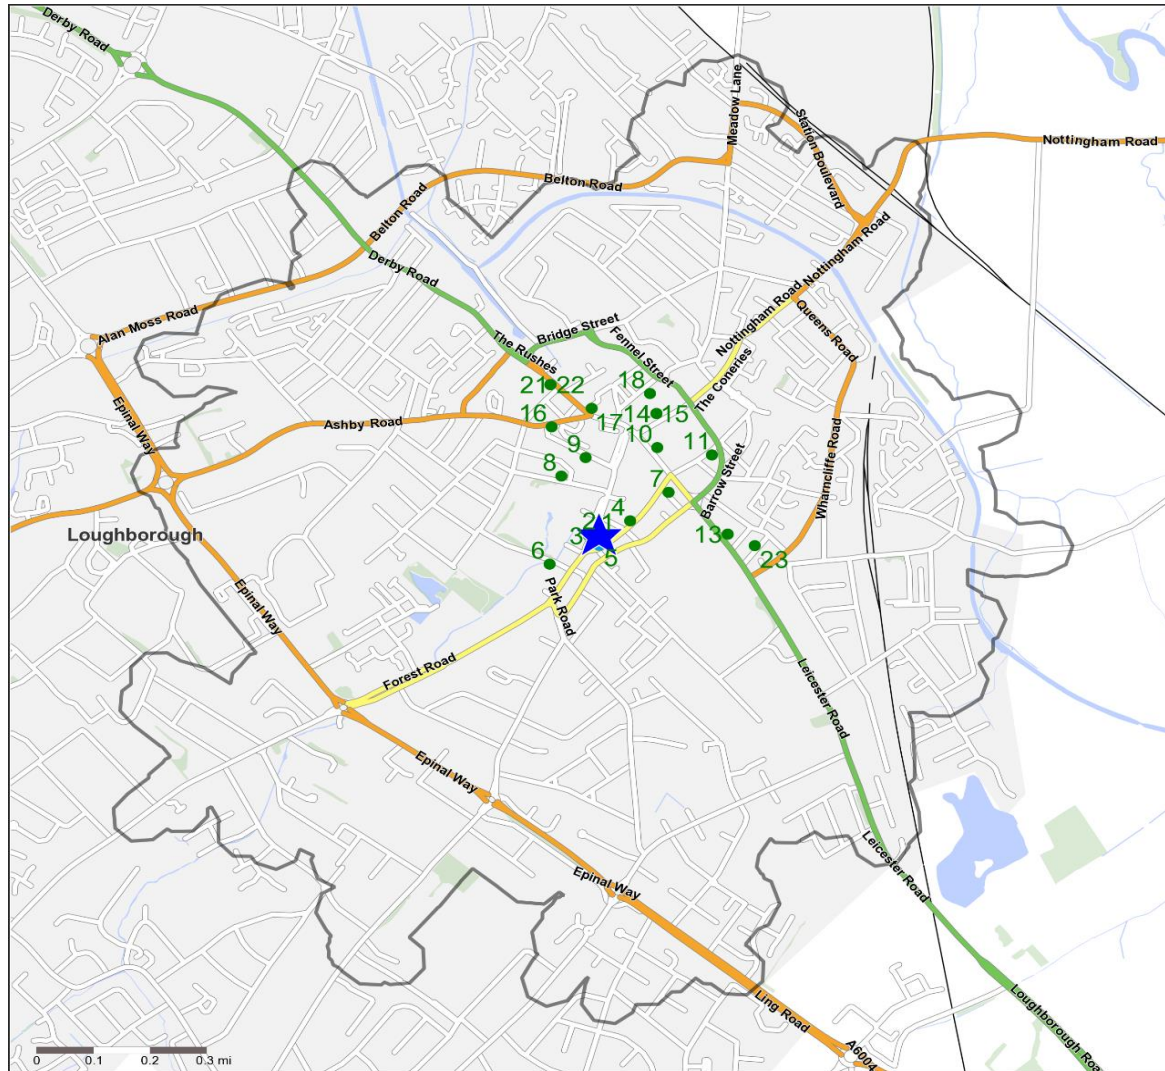 Derby Road
Meadow Lane
Station Boulevard
Nottingham Road
Belton Road
Belton Road
Nottingham Road
Derby Road
Alan Moss Road
Nottingham Road
Queens Road
Bridge Street
Fennel Street
The Rushes
The Coneries
Epinal Way
21 22
18
14 15
17
Ashby Road
16
10
11
9
8
Barrow Street
Wharncliffe Road
7
4
2 1
3
Loughborough
13
23
5
6
Park Road
Epinal Way
Forest Road
Leicester Road
Epinal Way
Leicester Road
Epinal Way
Ling Road
Loughborough Road
A6004
0 0.1 0.2 0.3 mi